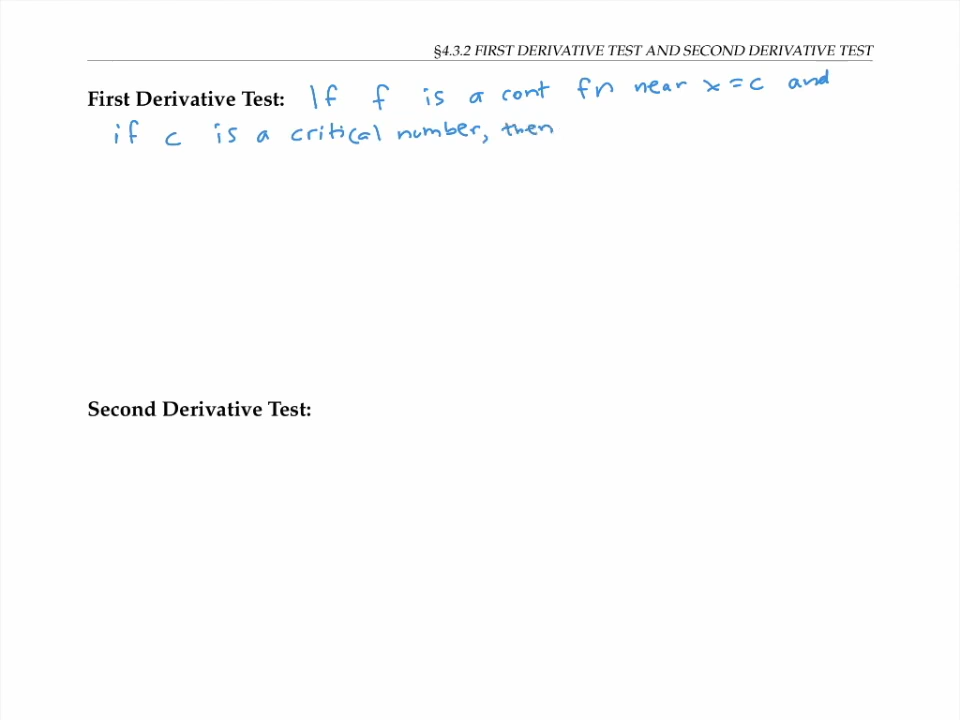 §4.3.2 FIRST DERIVATIVE TEST AND SECOND DERIVATIVE TEST
First Derivative Test: If f is a cont fn near x = c and
if c is a critical number, then
Second Derivative Test: